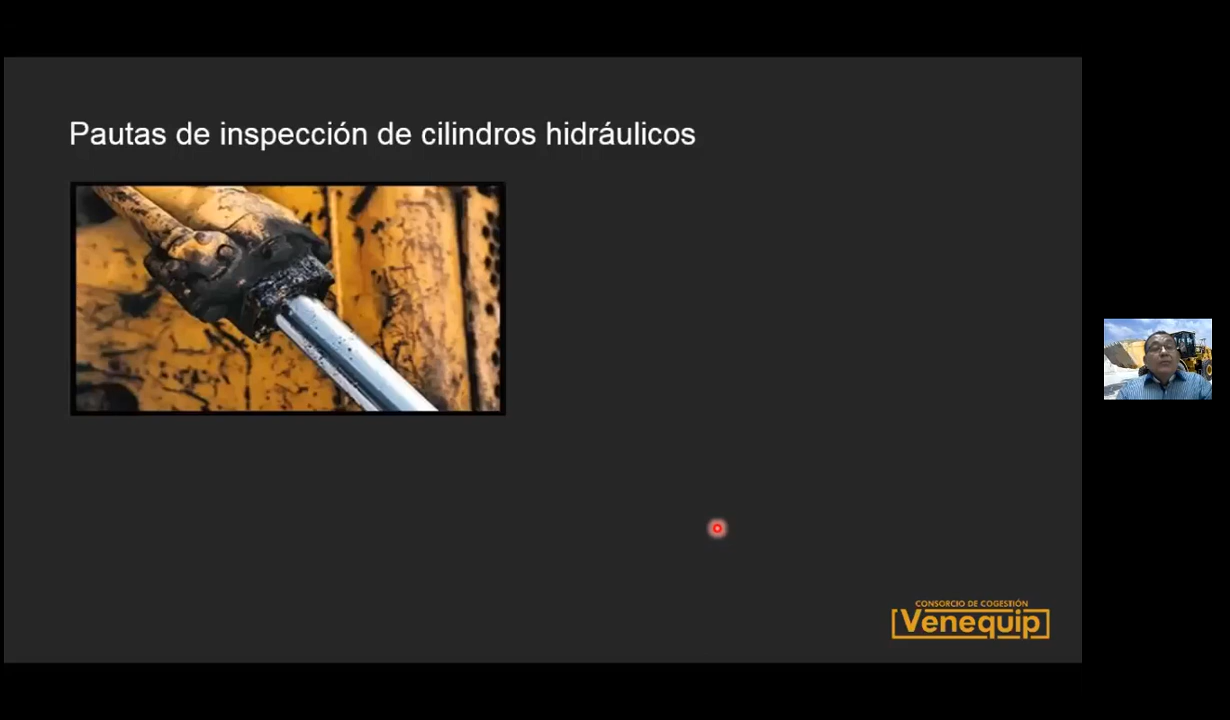 Pautas de inspección de cilindros hidráulicos
CONSORCIO DE COGESTIÓN
Venequip